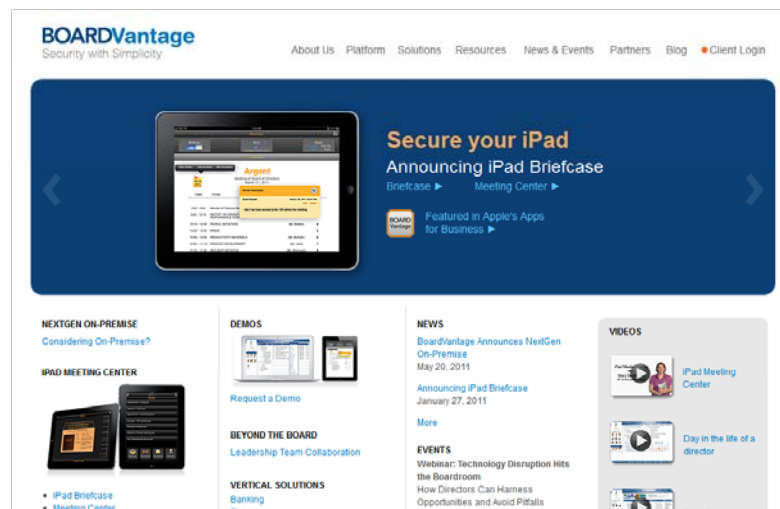 BOARDVantage
Security with Simplicity
About Us Platform Solutions Resources News & Events Partners Blog Client Login
Argent
Secure your iPad
Announcing iPad Briefcase
Briefcase ▶ Meeting Center ▶
BOARD
Vantage
Featured in Apple's Apps
for Business ▶
NEXTGEN ON-PREMISE
Considering On-Premise?
IPAD MEETING CENTER
• iPad Briefcase
• Meeting Center
DEMOS
Request a Demo
BEYOND THE BOARD
Leadership Team Collaboration
VERTICAL SOLUTIONS
Banking
NEWS
BoardVantage Announces NextGen
On-Premise
May 20, 2011
Announcing iPad Briefcase
January 27, 2011
More
EVENTS
Webinar: Technology Disruption Hits
the Boardroom
How Directors Can Harness
Opportunities and Avoid Pitfalls
VIDEOS
iPad Meeting
Center
Day in the life of a
director